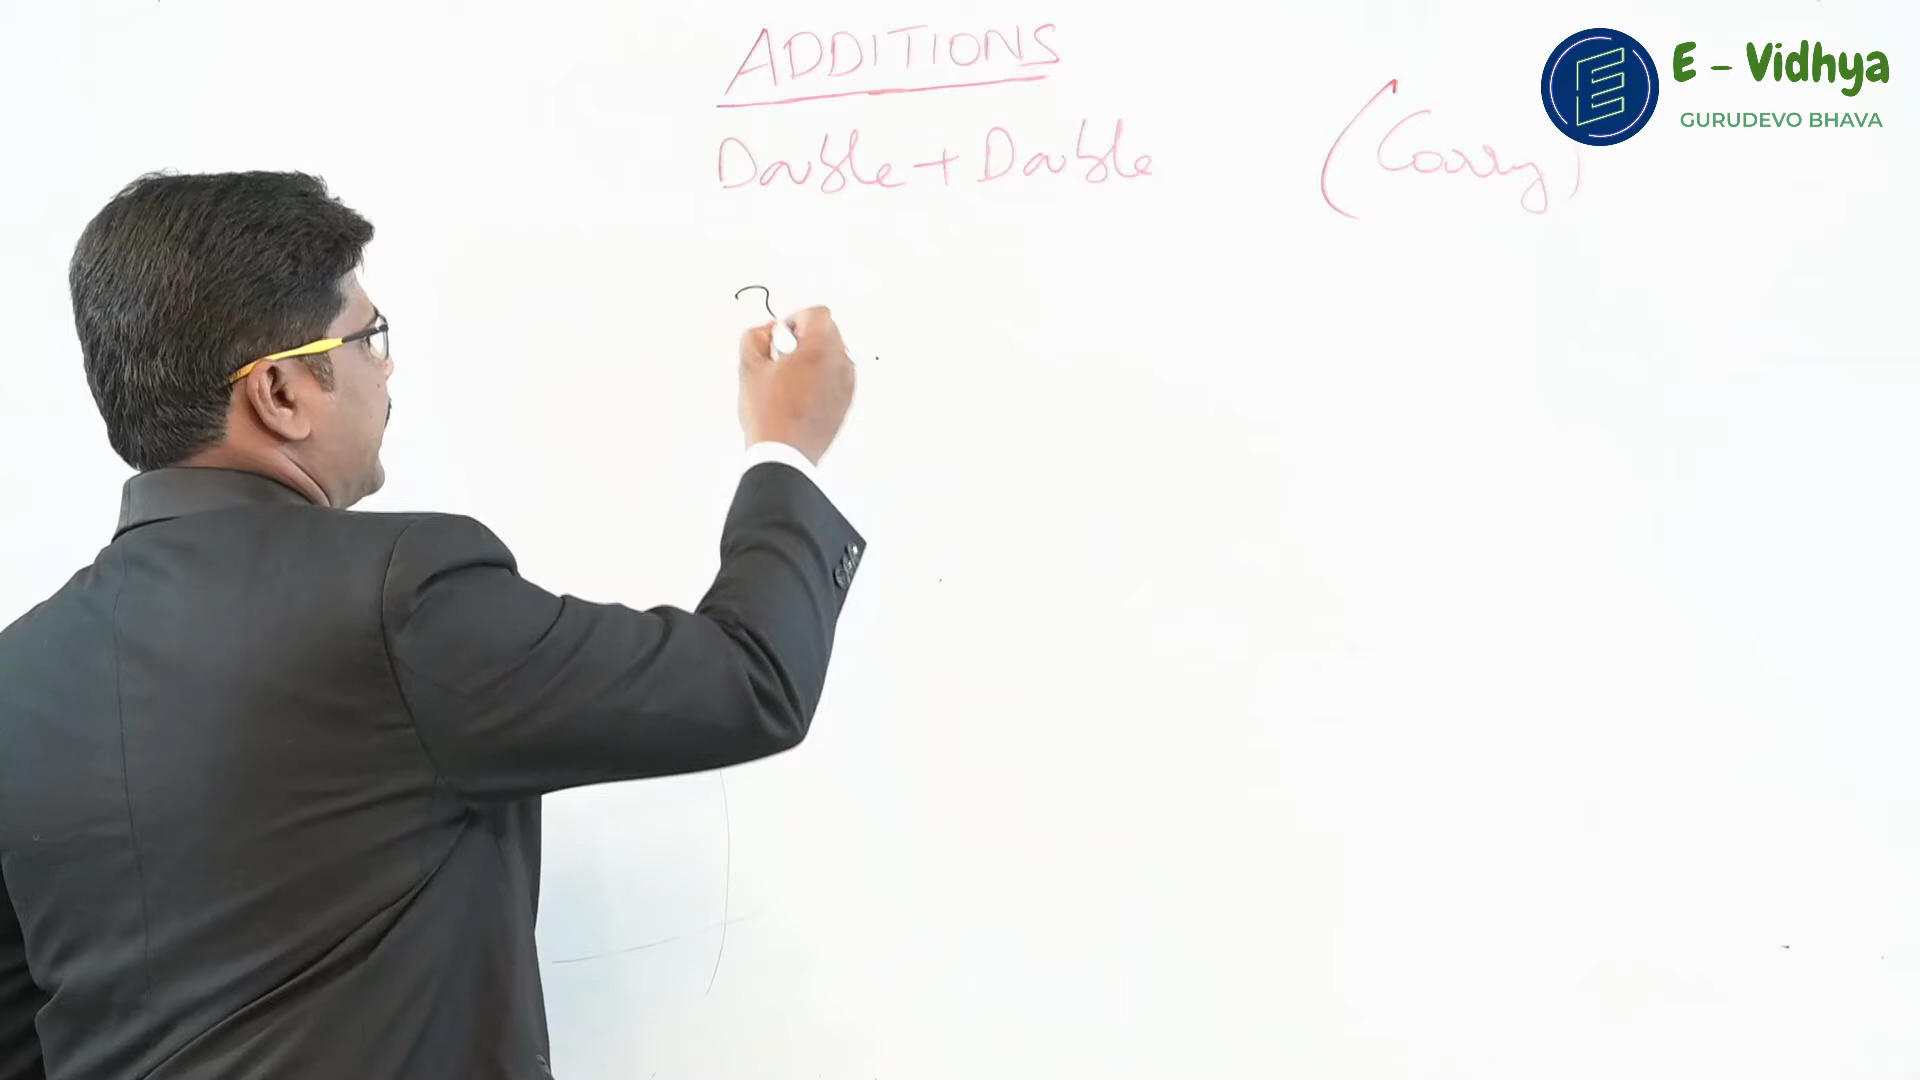 ADDITIONS
Double + Double (Carry)
E - Vidhya
GURUDEVO BHAVA